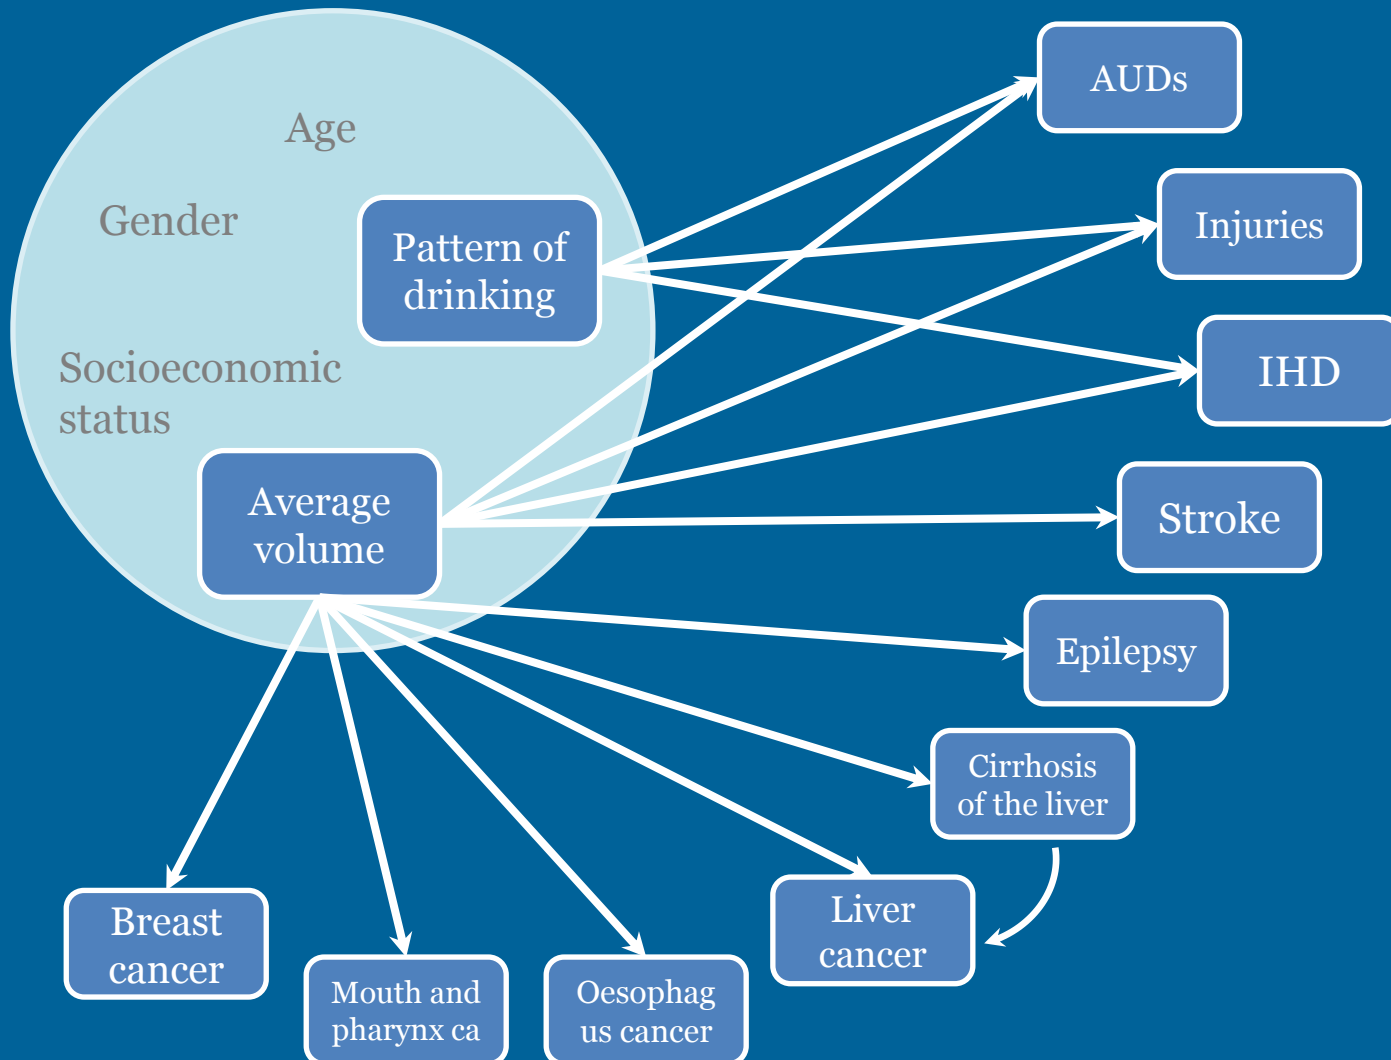 Age
Gender
Pattern of
drinking
Socioeconomic
status
Average
volume
AUDs
Injuries
IHD
Stroke
Epilepsy
Cirrhosis
of the liver
Liver
cancer
Oesophag
us cancer
Mouth and
pharynx ca
Breast
cancer